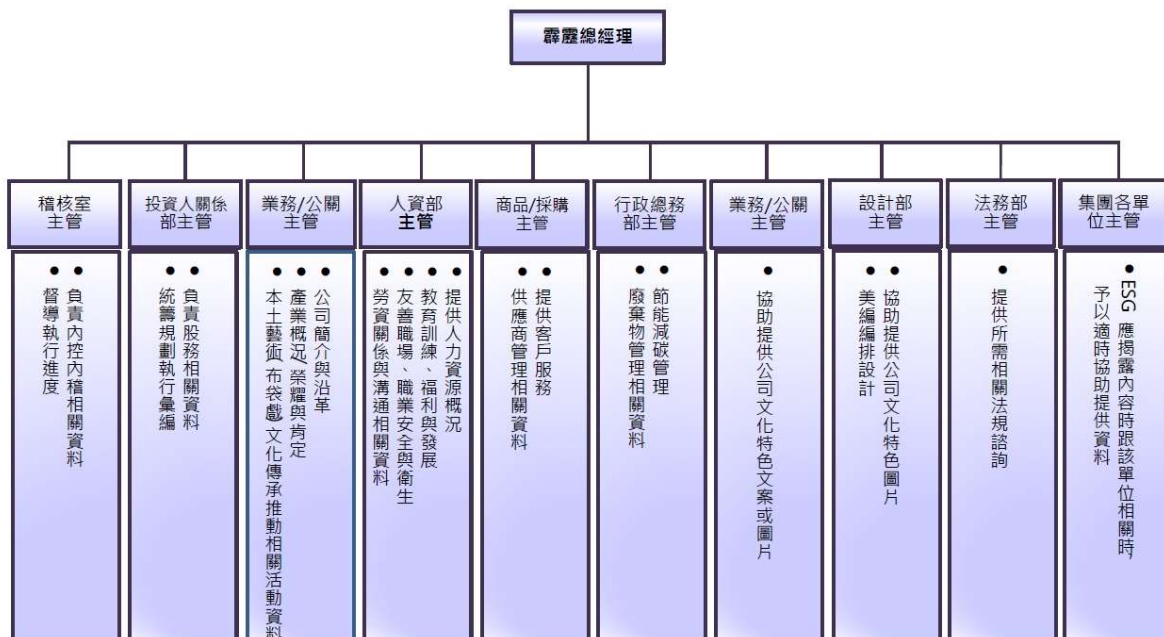 霹靂總經理
稽核室
主管
投資人關係
部主管
業務/公關
主管
人資部
主管
商品/採購
主管
行政總務
部主管
業務/公關
主管
設計部
主管
法務部
主管
集團各單
位主管
● 負責內控內稽相關資料
● 督導執行進度
● 負責股務相關資料
● 統籌規劃執行彙編
● 公司簡介與沿革
● 產業概況、榮耀與肯定
● 本土藝術、布袋戲文化傳承推動相關活動資料
● 提供人力資源概況
● 教育訓練、福利與發展
● 友善職場、職業安全與衛生
● 勞資關係與溝通相關資料
● 提供客戶服務
● 供應商管理相關資料
● 節能減碳管理
● 廢棄物管理相關資料
● 協助提供公司文化特色文案或圖片
● 協助提供公司文化特色圖片
● 美編編排設計
● 提供所需相關法規諮詢
● ESG 應揭露內容時跟該單位相關時,
予以適時協助提供資料